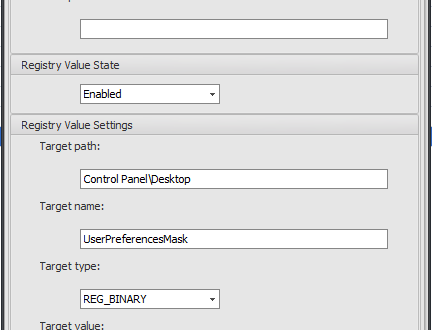 Registry Value State
Enabled
Registry Value Settings
Target path:
Control Panel\Desktop
Target name:
UserPreferencesMask
Target type:
REG_BINARY
Target value: